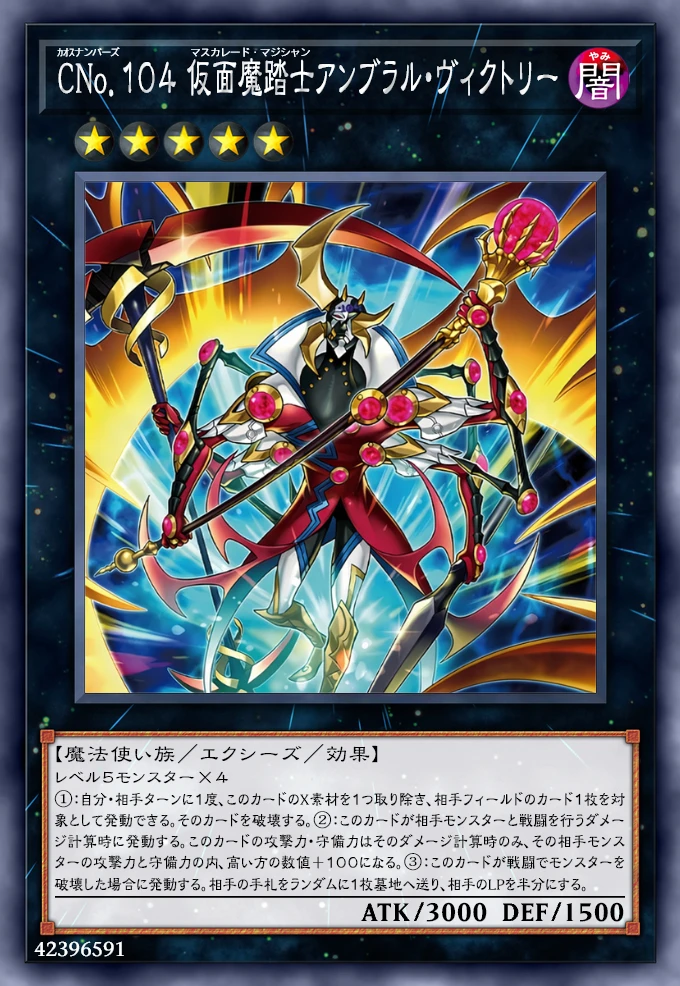 カオスナンバーズ マスカレード・マジシャン
CNo.104 仮面魔踏士アンブラル・ヴィクトリー
やみ
闇
【魔法使い族／エクシーズ／効果】
レベル5モンスター×4
①:自分・相手ターンに1度、このカードのX素材を1つ取り除き、相手フィールドのカード1枚を対
象として発動できる。そのカードを破壊する。②:このカードが相手モンスターと戦闘を行うダメー
ジ計算時に発動する。このカードの攻撃力・守備力はそのダメージ計算時のみ、その相手モンス
ターの攻撃力と守備力の内、高い方の数値＋100になる。③:このカードが戦闘でモンスターを
破壊した場合に発動する。相手の手札をランダムに1枚墓地へ送り、相手のLPを半分にする。
ATK/3000 DEF/1500
42396591